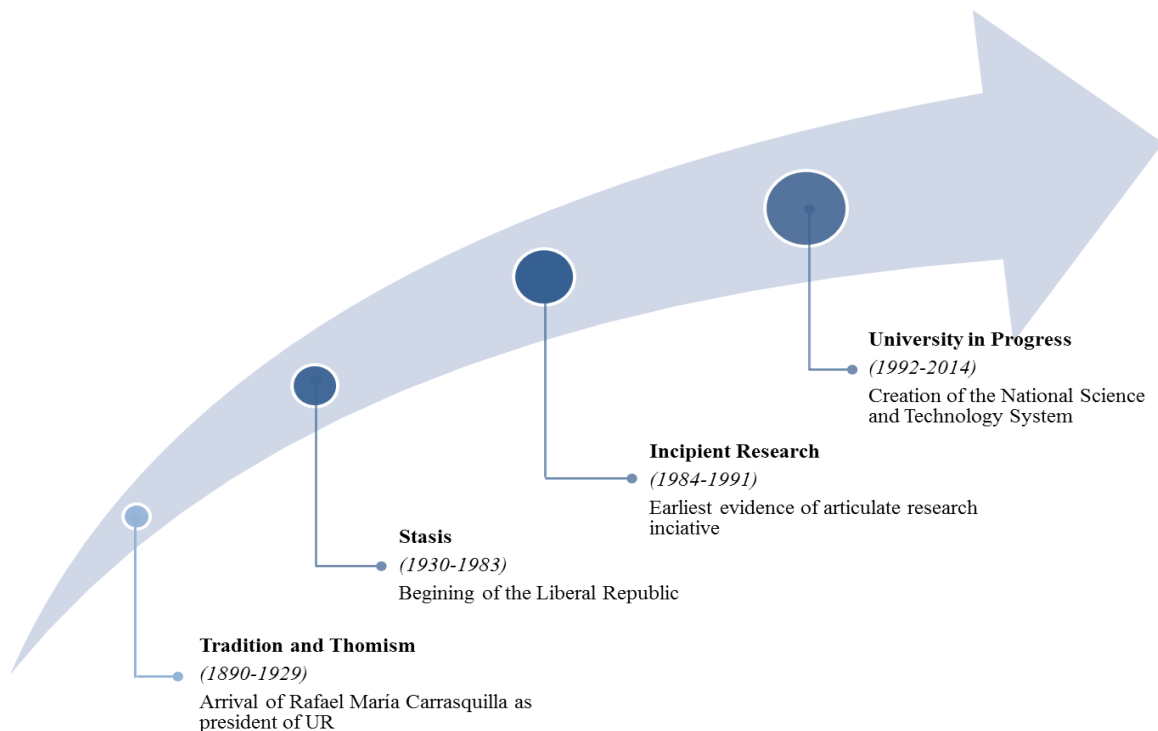 University in Progress
(1992-2014)
Creation of the National Science
and Technology System
Incipient Research
(1984-1991)
Earliest evidence of articulate research
inciative
Stasis
(1930-1983)
Begining of the Liberal Republic
Tradition and Thomism
(1890-1929)
Arrival of Rafael María Carrasquilla as
president of UR